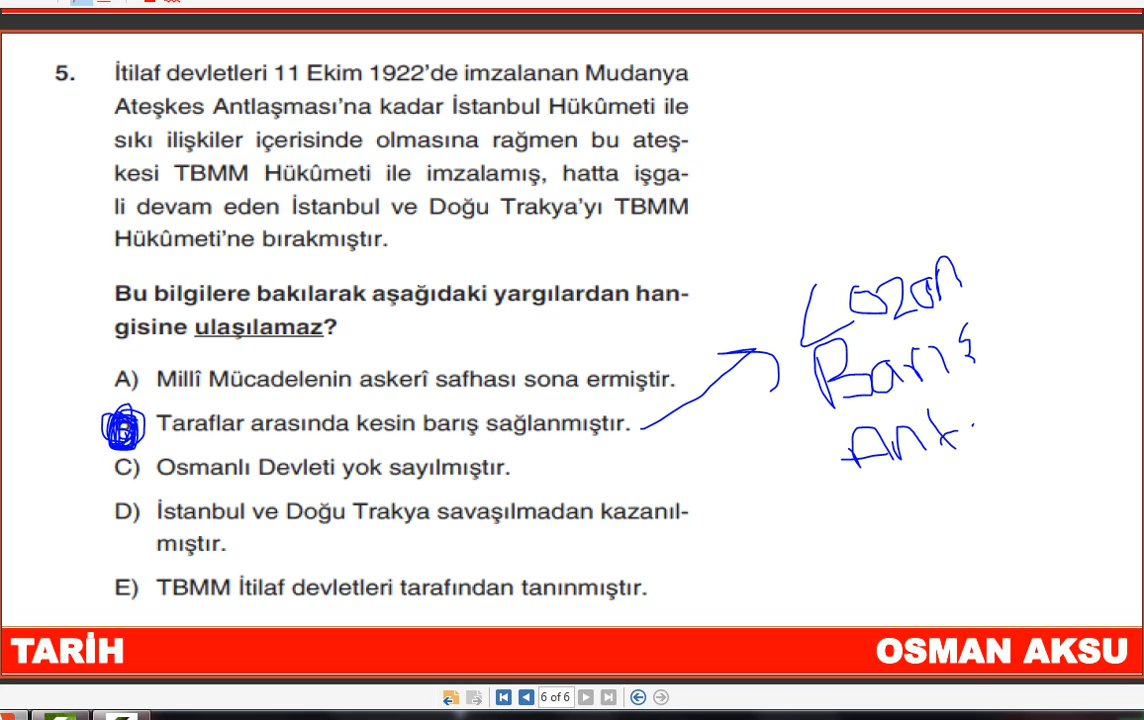 5. İtilaf devletleri 11 Ekim 1922’de imzalanan Mudanya
Ateşkes Antlaşması’na kadar İstanbul Hükûmeti ile
sıkı ilişkiler içerisinde olmasına rağmen bu ateş-
kesi TBMM Hükûmeti ile imzalamış, hatta işga-
li devam eden İstanbul ve Doğu Trakya’yı TBMM
Hükûmeti’ne bırakmıştır.
Bu bilgilere bakılarak aşağıdaki yargılardan han-
gisine ulaşılamaz?
A) Millî Mücadelenin askerî safhası sona ermiştir.
B Taraflar arasında kesin barış sağlanmıştır.
C) Osmanlı Devleti yok sayılmıştır.
D) İstanbul ve Doğu Trakya savaşılmadan kazanıl-
mıştır.
E) TBMM İtilaf devletleri tarafından tanınmıştır.
Lozan
Barış
Ant.
TARİH
OSMAN AKSU
6 of 6